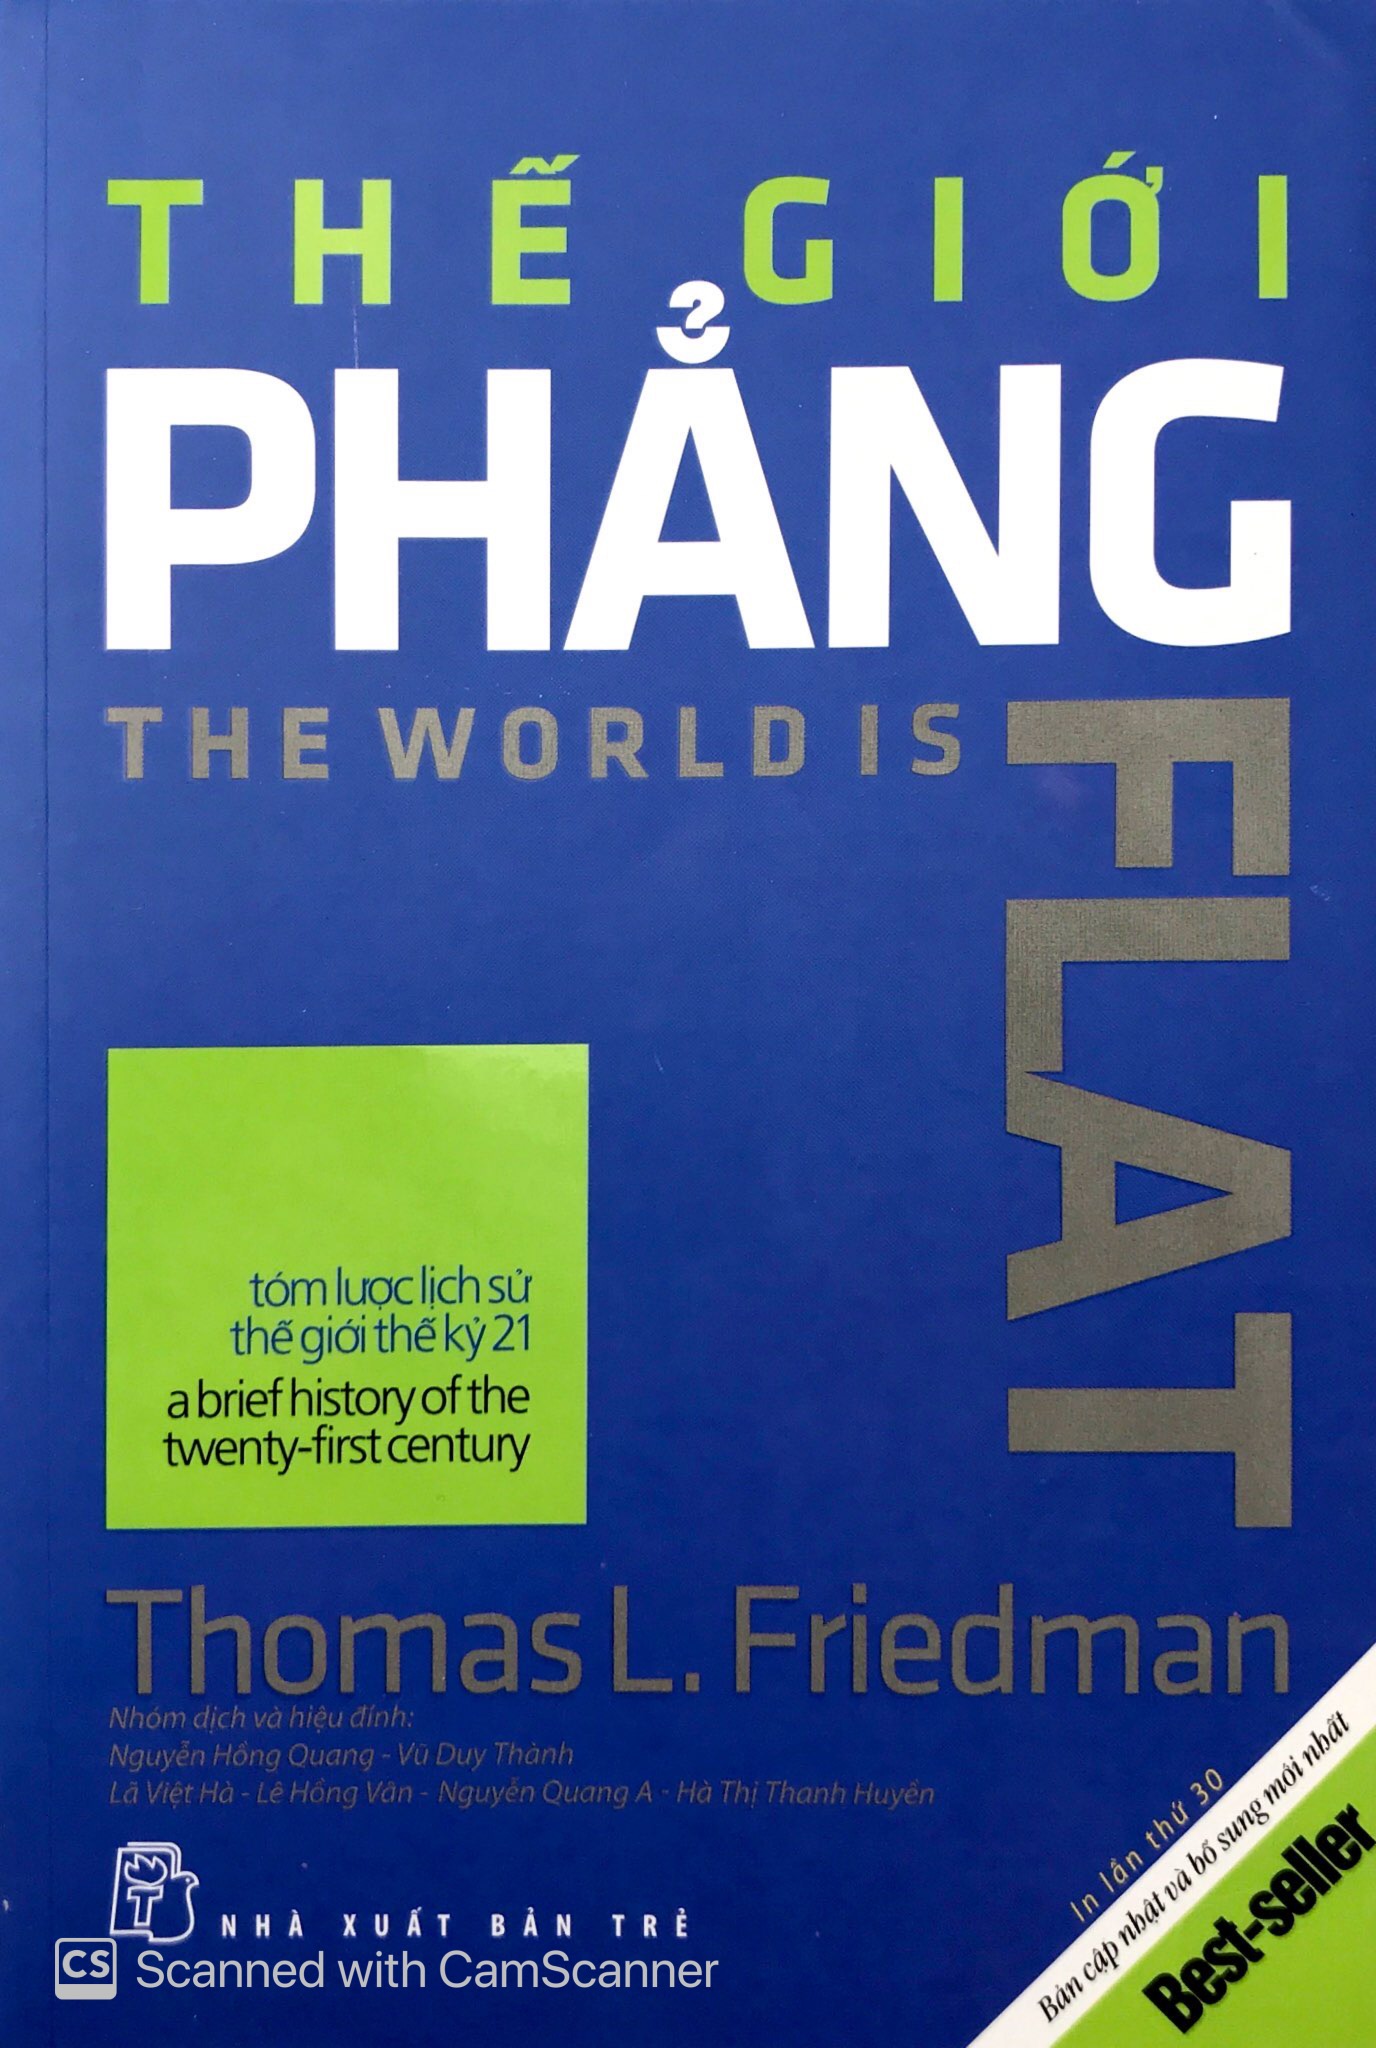 THẾ GIỚI
PHẲNG
THE WORLD IS
FLAT
tóm lược lịch sử
thế giới thế kỷ 21
a brief history of the
twenty-first century
Thomas L. Friedman
Nhóm dịch và hiệu đính:
Nguyễn Hồng Quang - Vũ Duy Thành
Lã Việt Hà - Lê Hồng Vân - Nguyễn Quang A - Hà Thị Thanh Huyền
In lần thứ 30
Bản cập nhật và bổ sung mới nhất
Best-seller
T
NHÀ XUẤT BẢN TRẺ
CS Scanned with CamScanner